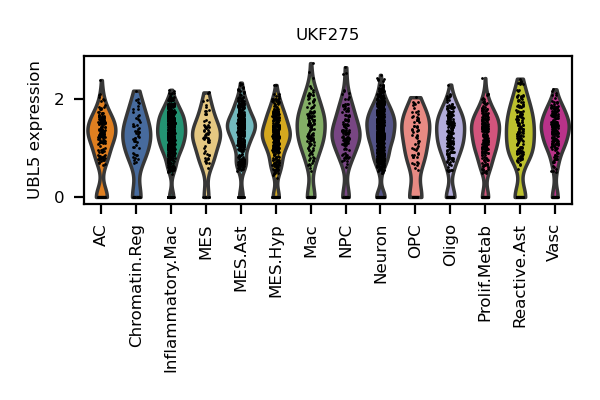 UKF275
UBL5 expression
2
0
AC
Chromatin.Reg
Inflammatory.Mac
MES
MES.Ast
MES.Hyp
Mac
NPC
Neuron
OPC
Oligo
Prolif.Metab
Reactive.Ast
Vasc